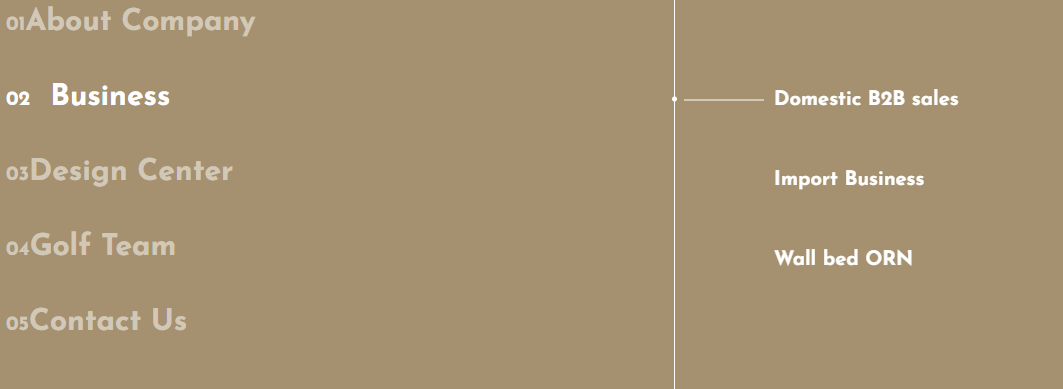 01About Company
02 Business
03Design Center
04Golf Team
05Contact Us
Domestic B2B sales
Import Business
Wall bed ORN